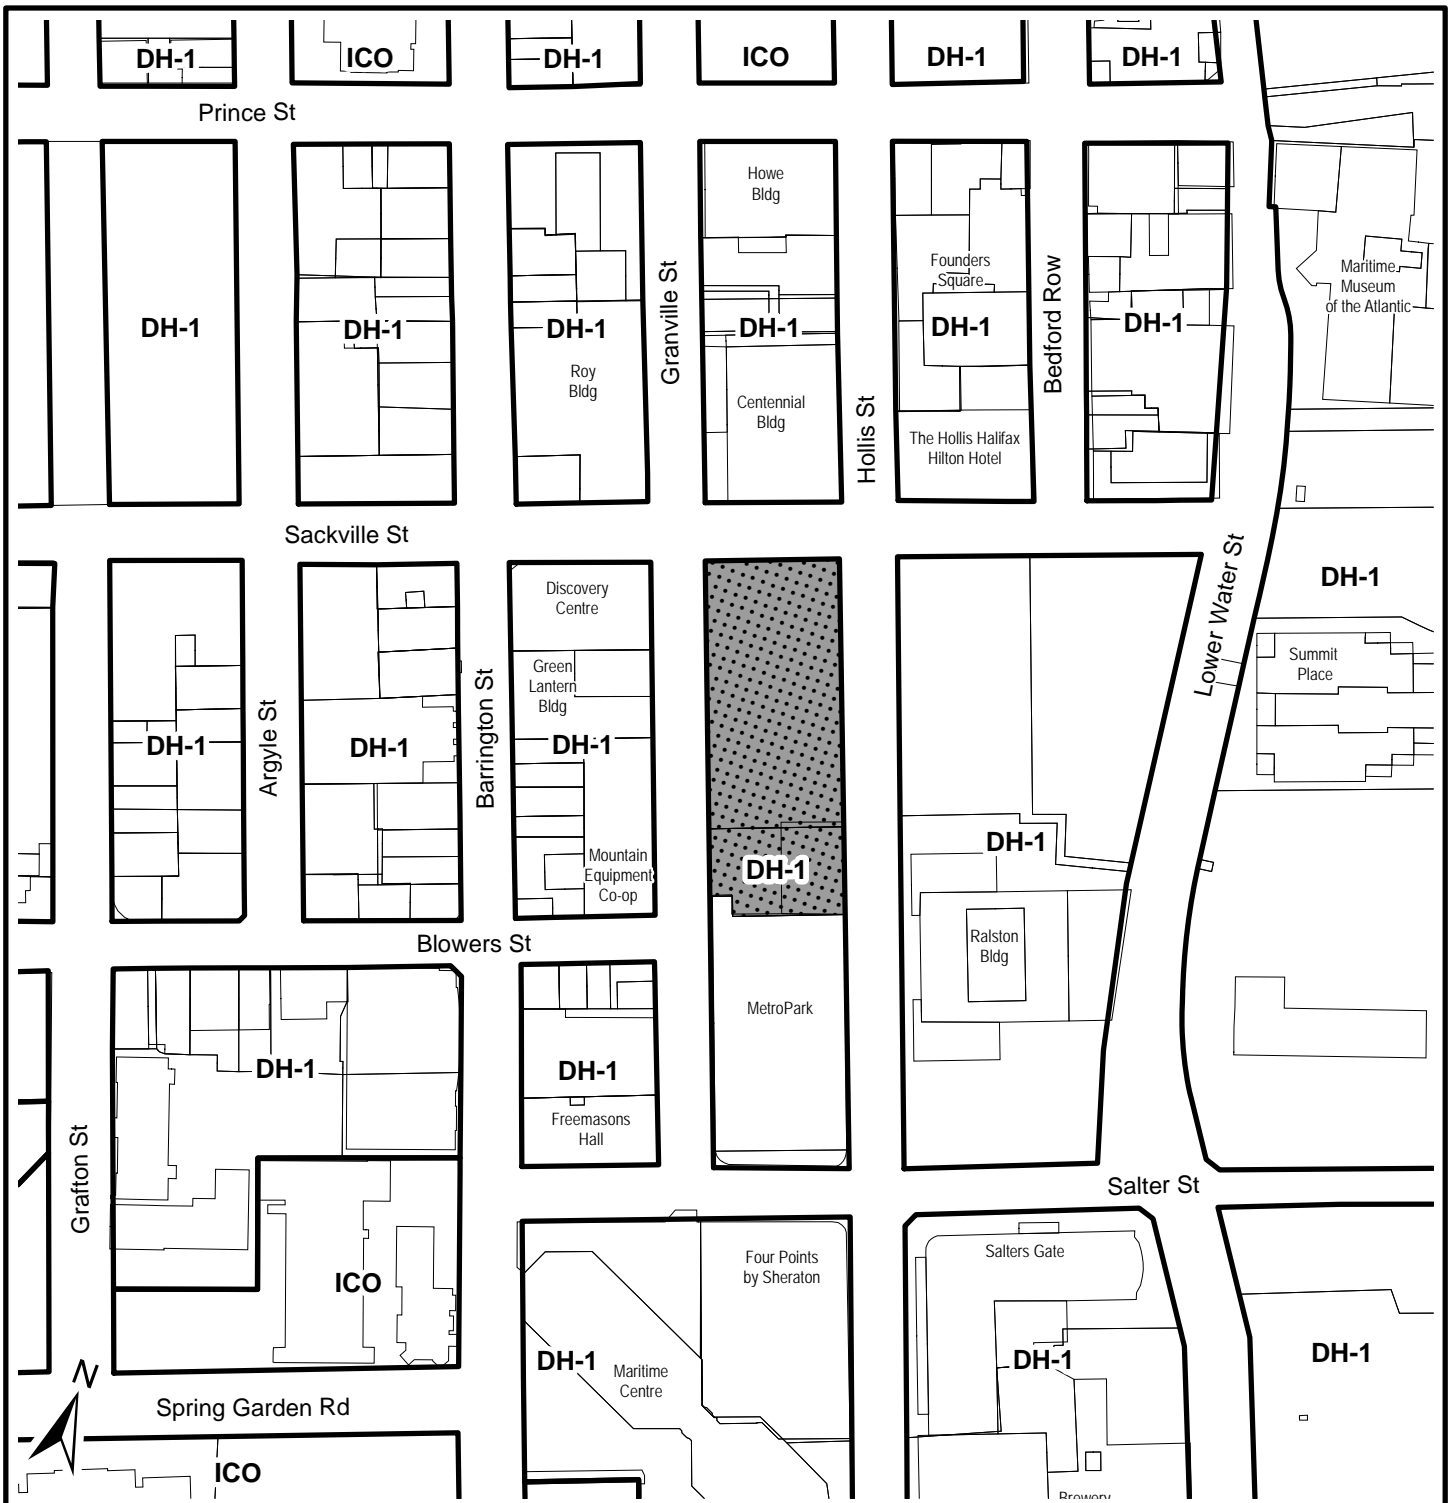 DH-1
ICO
DH-1
ICO
DH-1
DH-1
Prince St
Howe
Bldg
Granville St
Founders
Square
Bedford Row
Maritime
Museum
of the Atlantic
DH-1
DH-1
DH-1
DH-1
DH-1
DH-1
Roy
Bldg
Centennial
Bldg
Hollis St
The Hollis Halifax
Hilton Hotel
Sackville St
Discovery
Centre
Lower Water St
DH-1
Green
Lantern
Bldg
Summit
Place
Argyle St
Barrington St
DH-1
DH-1
DH-1
Mountain
Equipment
Co-op
DH-1
DH-1
Blowers St
Ralston
Bldg
MetroPark
DH-1
DH-1
Freemasons
Hall
Grafton St
Salter St
Four Points
by Sheraton
Salters Gate
ICO
DH-1
Maritime
Centre
DH-1
DH-1
N
Spring Garden Rd
ICO
Brewery